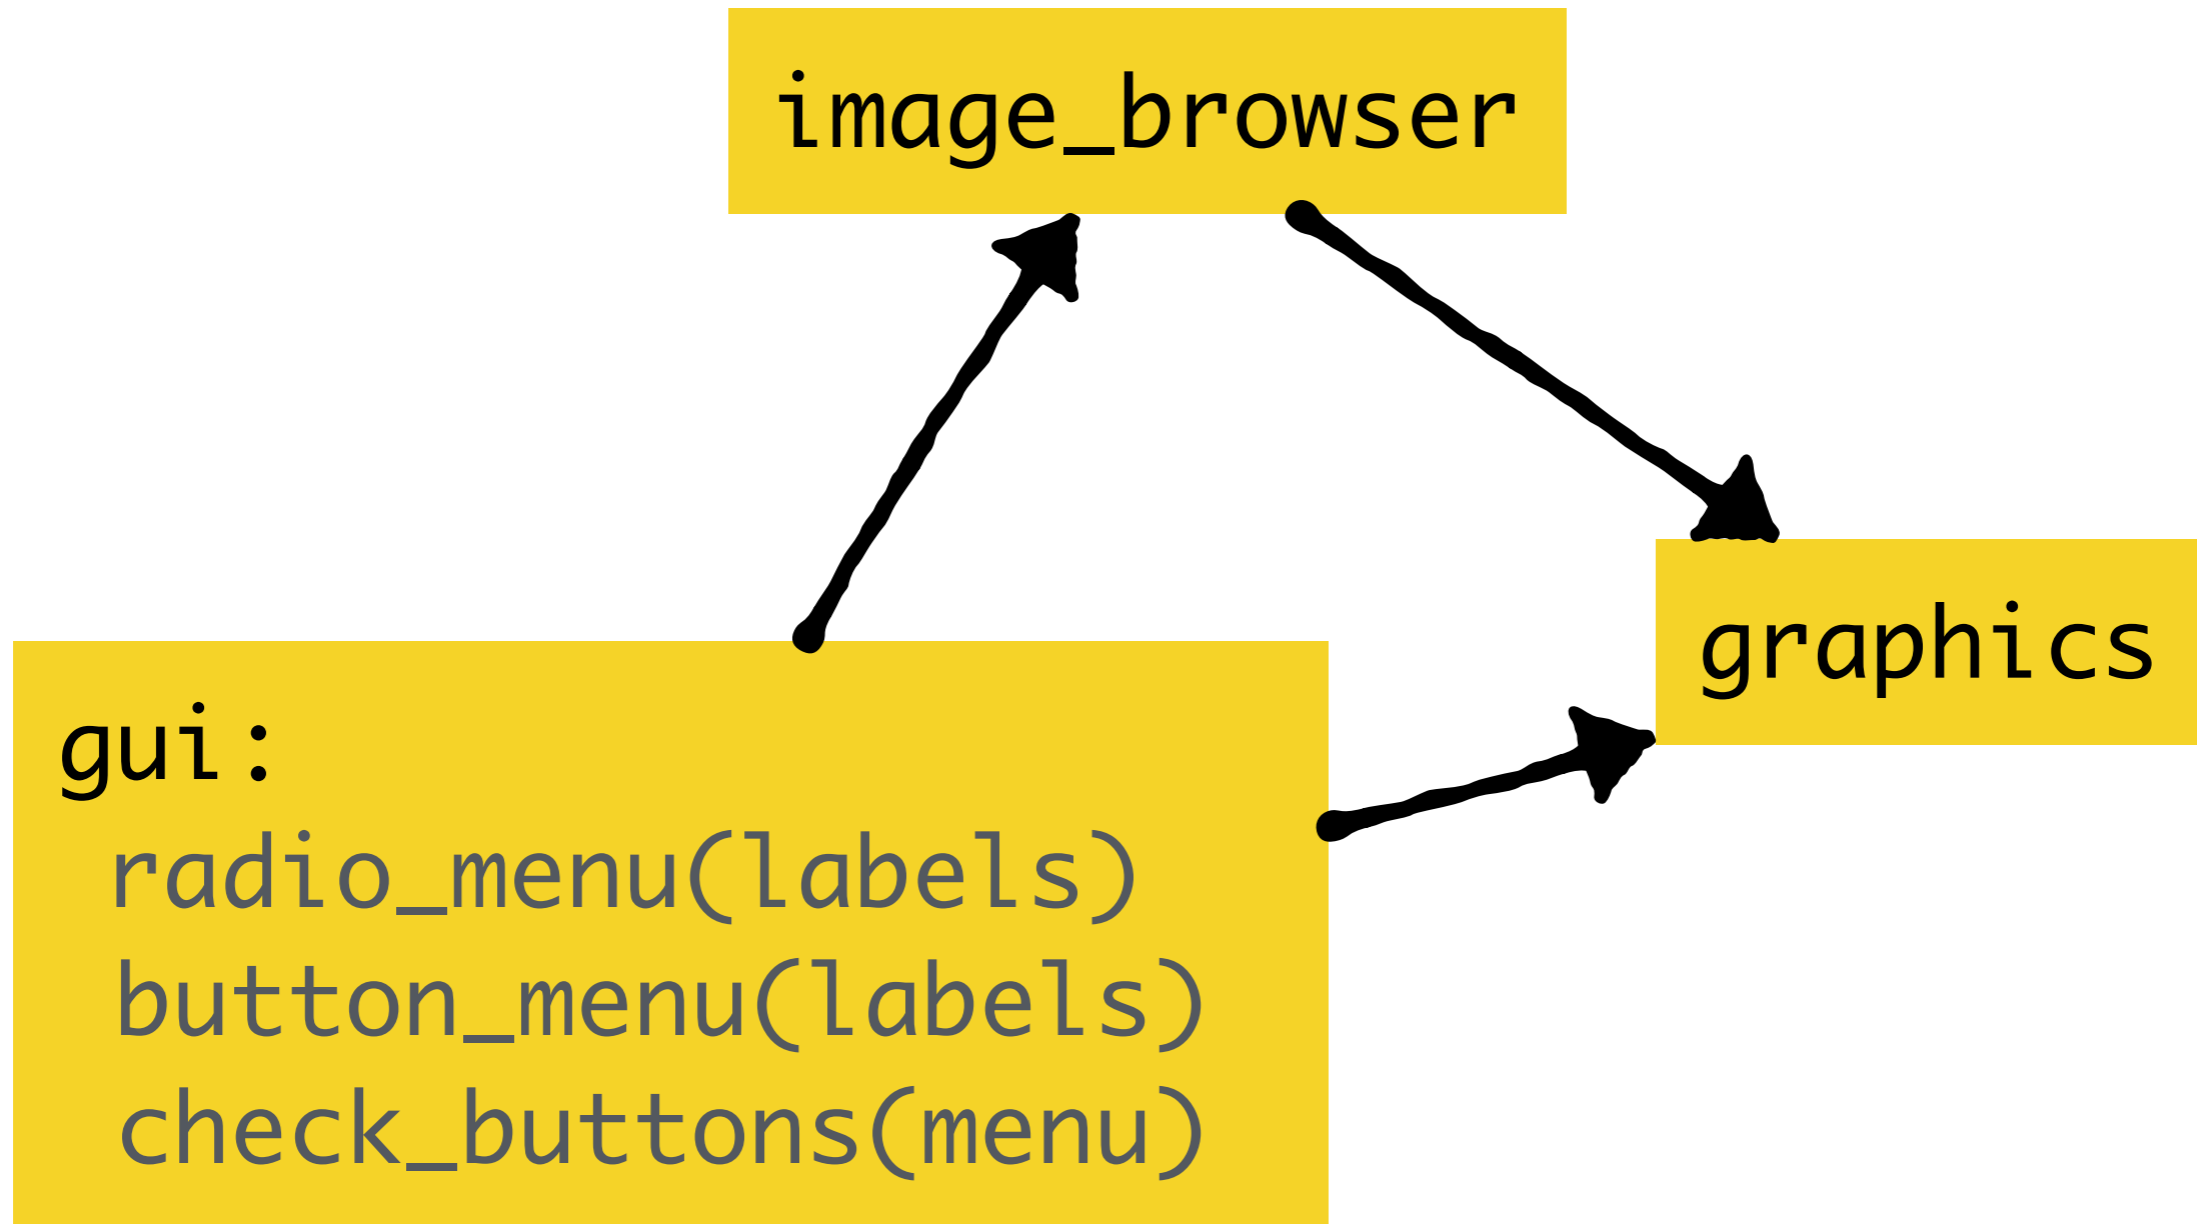 image_browser
graphics
gui:
radio_menu(labels)
button_menu(labels)
check_buttons(menu)